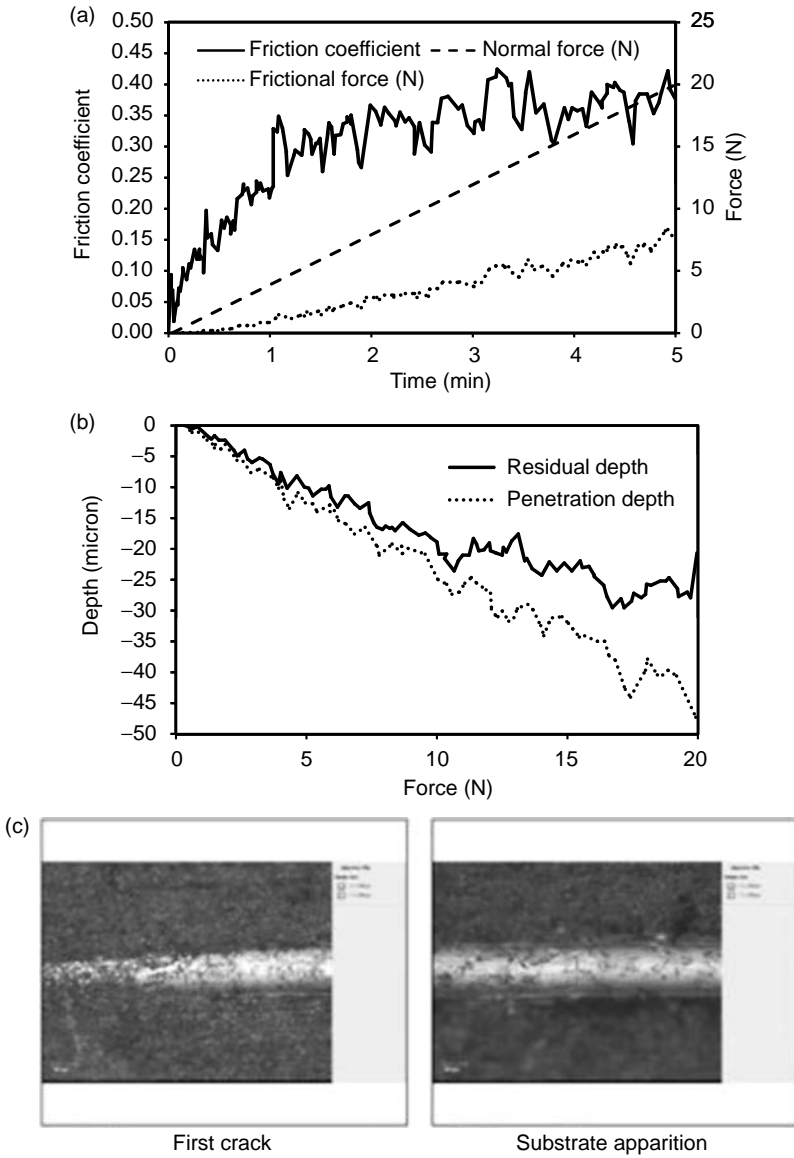 (a)
0.50
0.45
0.40
0.35
0.30
0.25
0.20
0.15
0.10
0.05
0.00
Friction coefficient
Friction coefficient
Normal force (N)
Frictional force (N)
25
20
15
10
5
0
Force (N)
0 1 2 3 4 5
Time (min)
(b)
0
−5
−10
−15
−20
−25
−30
−35
−40
−45
−50
Depth (micron)
Residual depth
Penetration depth
0 5 10 15 20
Force (N)
(c)
First crack
Substrate apparition